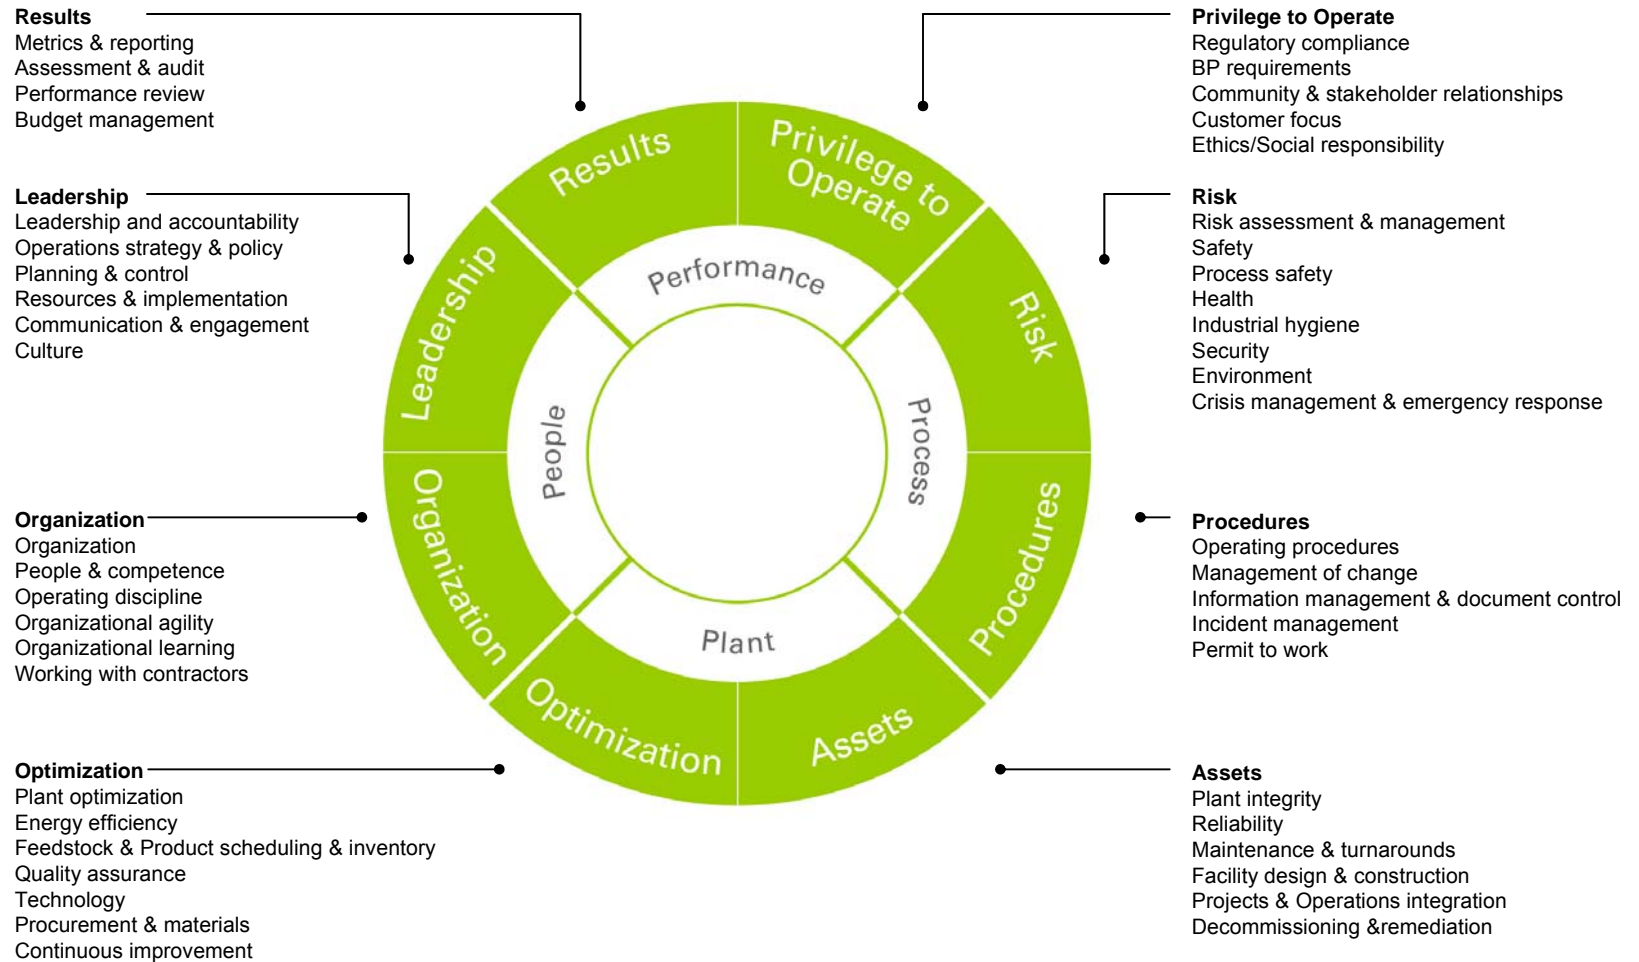 Results
Metrics & reporting
Assessment & audit
Performance review
Budget management
Leadership
Leadership and accountability
Operations strategy & policy
Planning & control
Resources & implementation
Communication & engagement
Culture
Organization
Organization
People & competence
Operating discipline
Organizational agility
Organizational learning
Working with contractors
Optimization
Plant optimization
Energy efficiency
Feedstock & Product scheduling & inventory
Quality assurance
Technology
Procurement & materials
Continuous improvement
Results
Privilege to
Operate
Risk
Procedures
Assets
Optimization
Organization
Leadership
Performance
Process
Plant
People
Privilege to Operate
Regulatory compliance
BP requirements
Community & stakeholder relationships
Customer focus
Ethics/Social responsibility
Risk
Risk assessment & management
Safety
Process safety
Health
Industrial hygiene
Security
Environment
Crisis management & emergency response
Procedures
Operating procedures
Management of change
Information management & document control
Incident management
Permit to work
Assets
Plant integrity
Reliability
Maintenance & turnarounds
Facility design & construction
Projects & Operations integration
Decommissioning &remediation